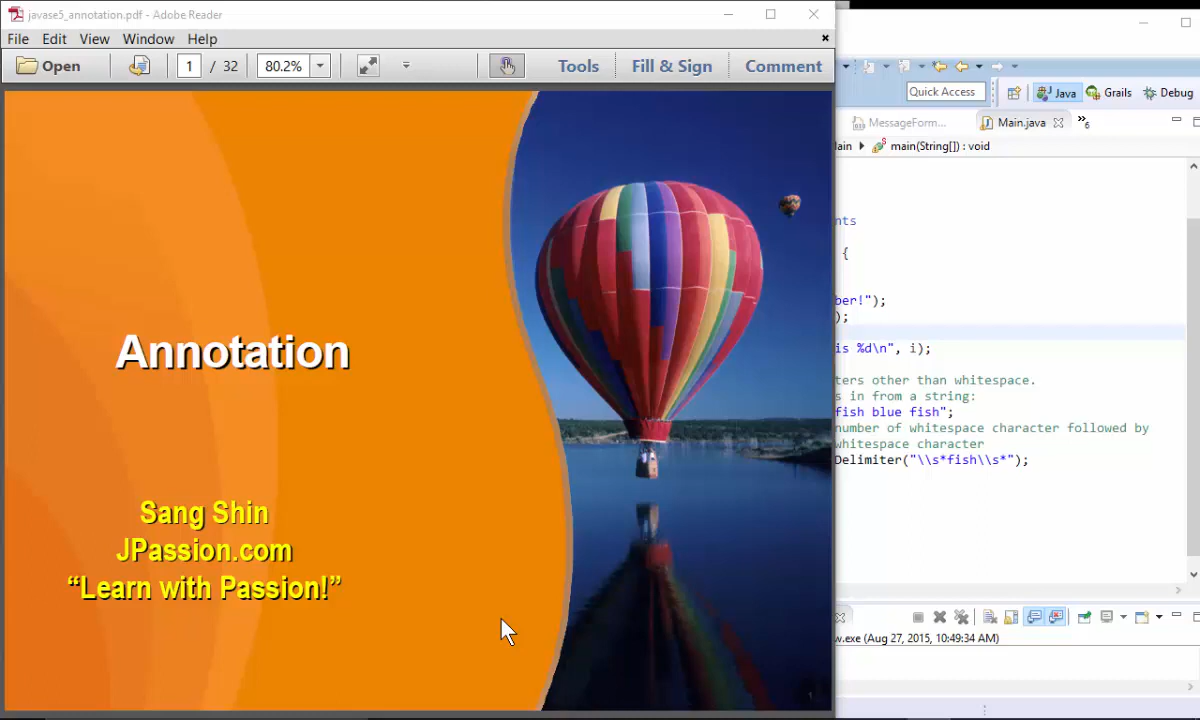 javase5_annotation.pdf - Adobe Reader
File Edit View Window Help
Open 1 / 32 80.2% Tools Fill & Sign Comment
Annotation
Sang Shin
JPassion.com
“Learn with Passion!”
Quick Access Java Grails Debug
MessageForm... Main.java 6
main(String[]) : void
nts
{
ber!");
);
is %d\n", i);
ters other than whitespace.
s in from a string:
fish blue fish";
number of whitespace character followed by
whitespace character
Delimiter("\\s*fish\\s*");
w.exe (Aug 27, 2015, 10:49:34 AM)